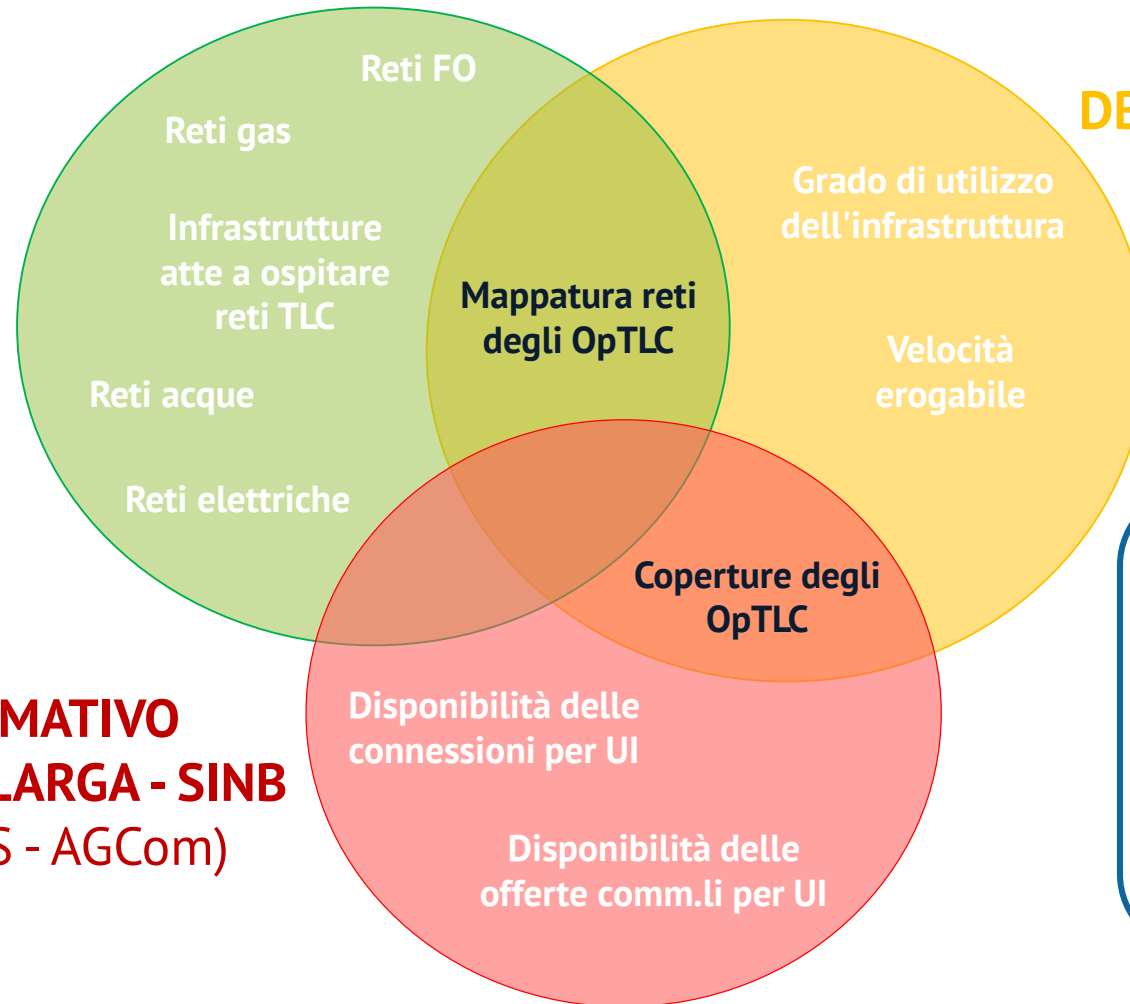 Reti FO
Reti gas
Infrastrutture
atte a ospitare
reti TLC
Reti acque
Reti elettriche
Mappatura reti
degli OpTLC
DE
Grado di utilizzo
dell'infrastruttura
Velocità
erogabile
Coperture degli
OpTLC
MATIVO
LARGA - SINB
S - AGCom)
Disponibilità delle
connessioni per UI
Disponibilità delle
offerte comm.li per UI